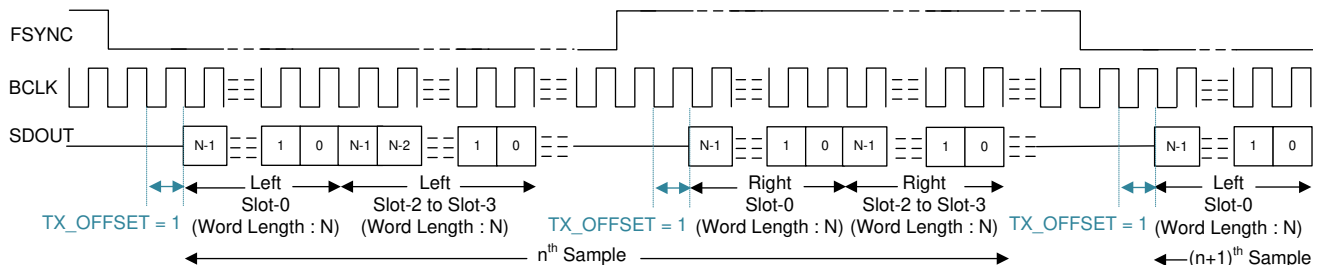 FSYNC
BCLK
SDOUT
N-1 1 0 N-1 N-2 1 0 N-1 1 0 N-1 1 0 N-1 1 0
Left Left Right Right Left
Slot-0 Slot-2 to Slot-3 Slot-0 Slot-2 to Slot-3 Slot-0
TX_OFFSET = 1 (Word Length : N) (Word Length : N) TX_OFFSET = 1 (Word Length : N) (Word Length : N) TX_OFFSET = 1 (Word Length : N)
nth Sample (n+1)th Sample